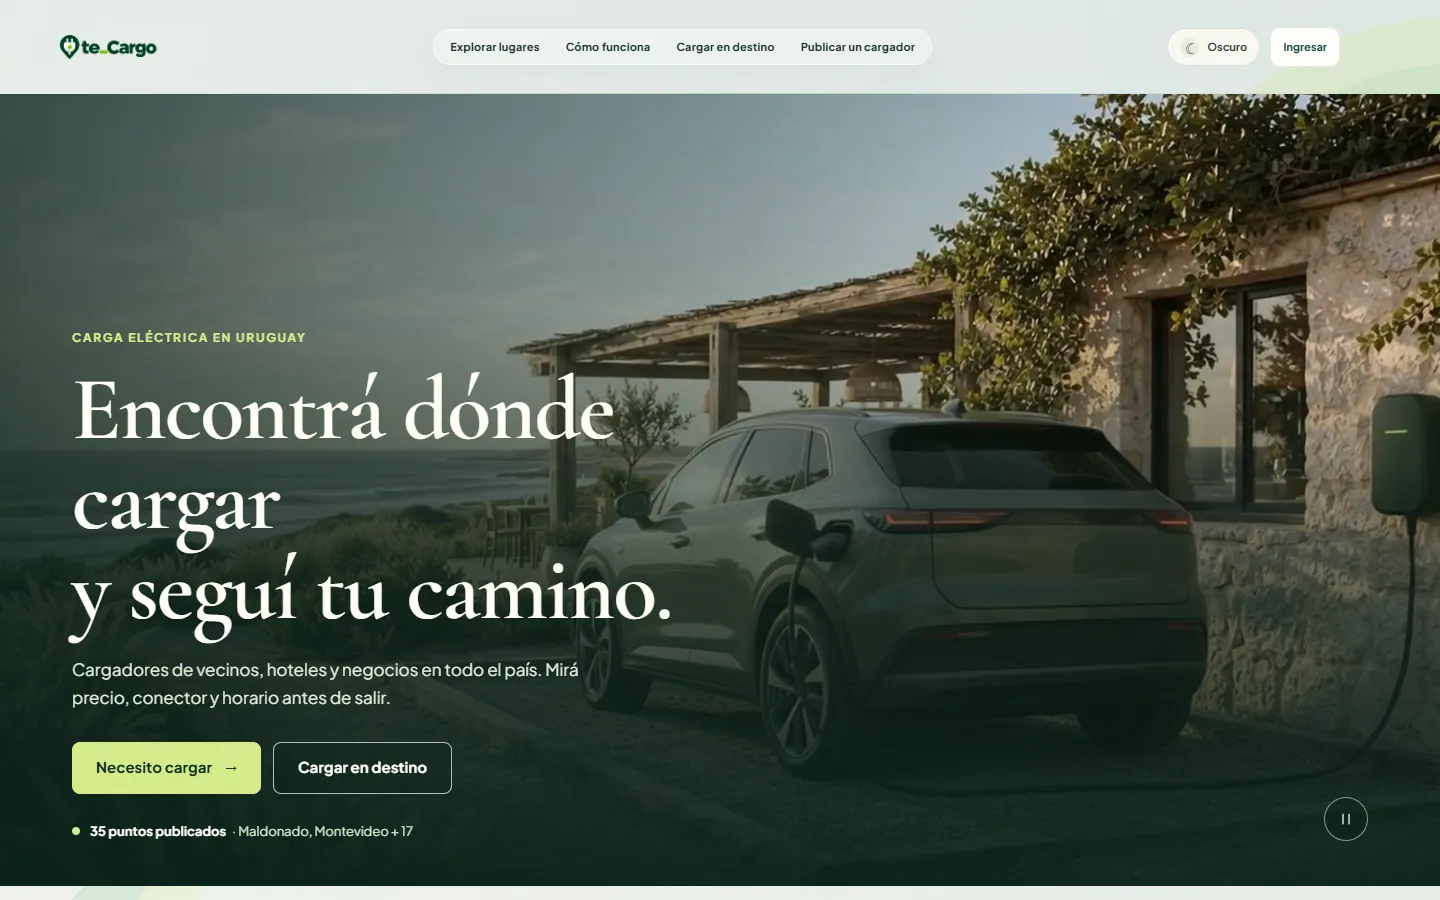 te_Cargo
Explorar lugares
Cómo funciona
Cargar en destino
Publicar un cargador
Oscuro
Ingresar
CARGA ELÉCTRICA EN URUGUAY
Encontrá dónde
cargar
y seguí tu camino.
Cargadores de vecinos, hoteles y negocios en todo el país. Mirá
precio, conector y horario antes de salir.
Necesito cargar →
Cargar en destino
35 puntos publicados · Maldonado, Montevideo + 17